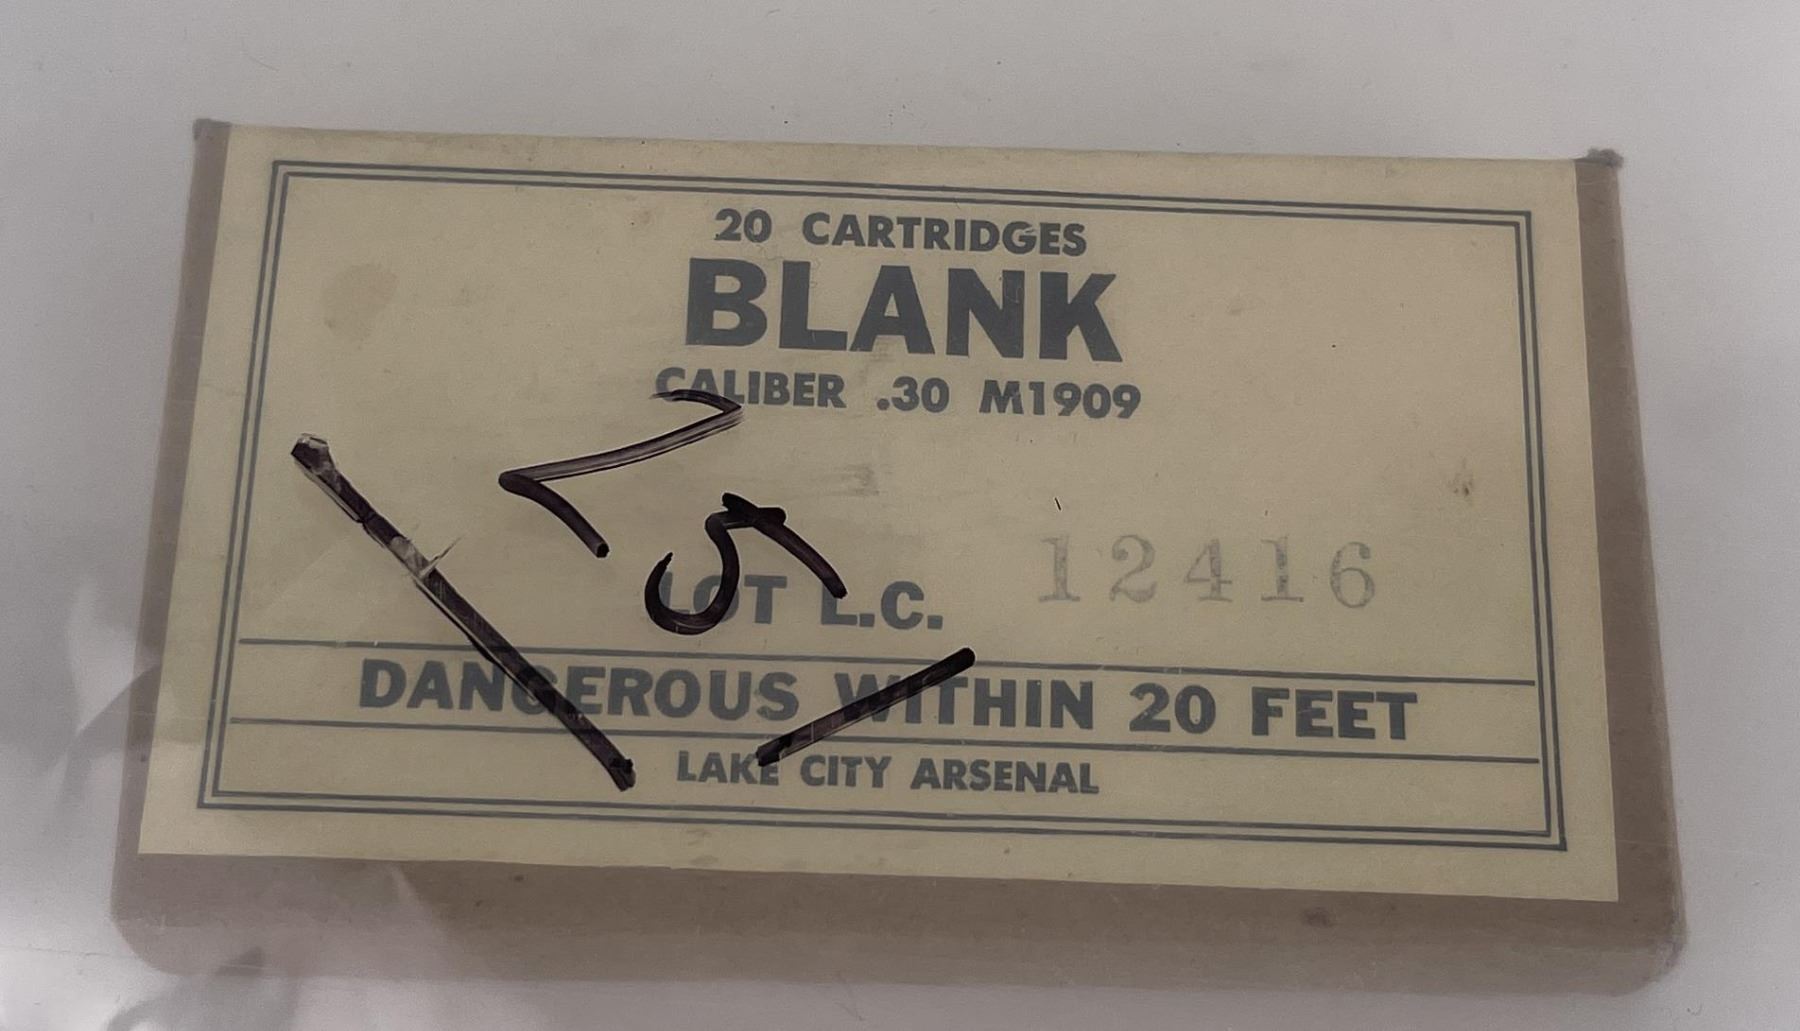 20 CARTRIDGES
BLANK
CALIBER .30 M1909
25
LOT L.C. 12416
DANGEROUS WITHIN 20 FEET
LAKE CITY ARSENAL